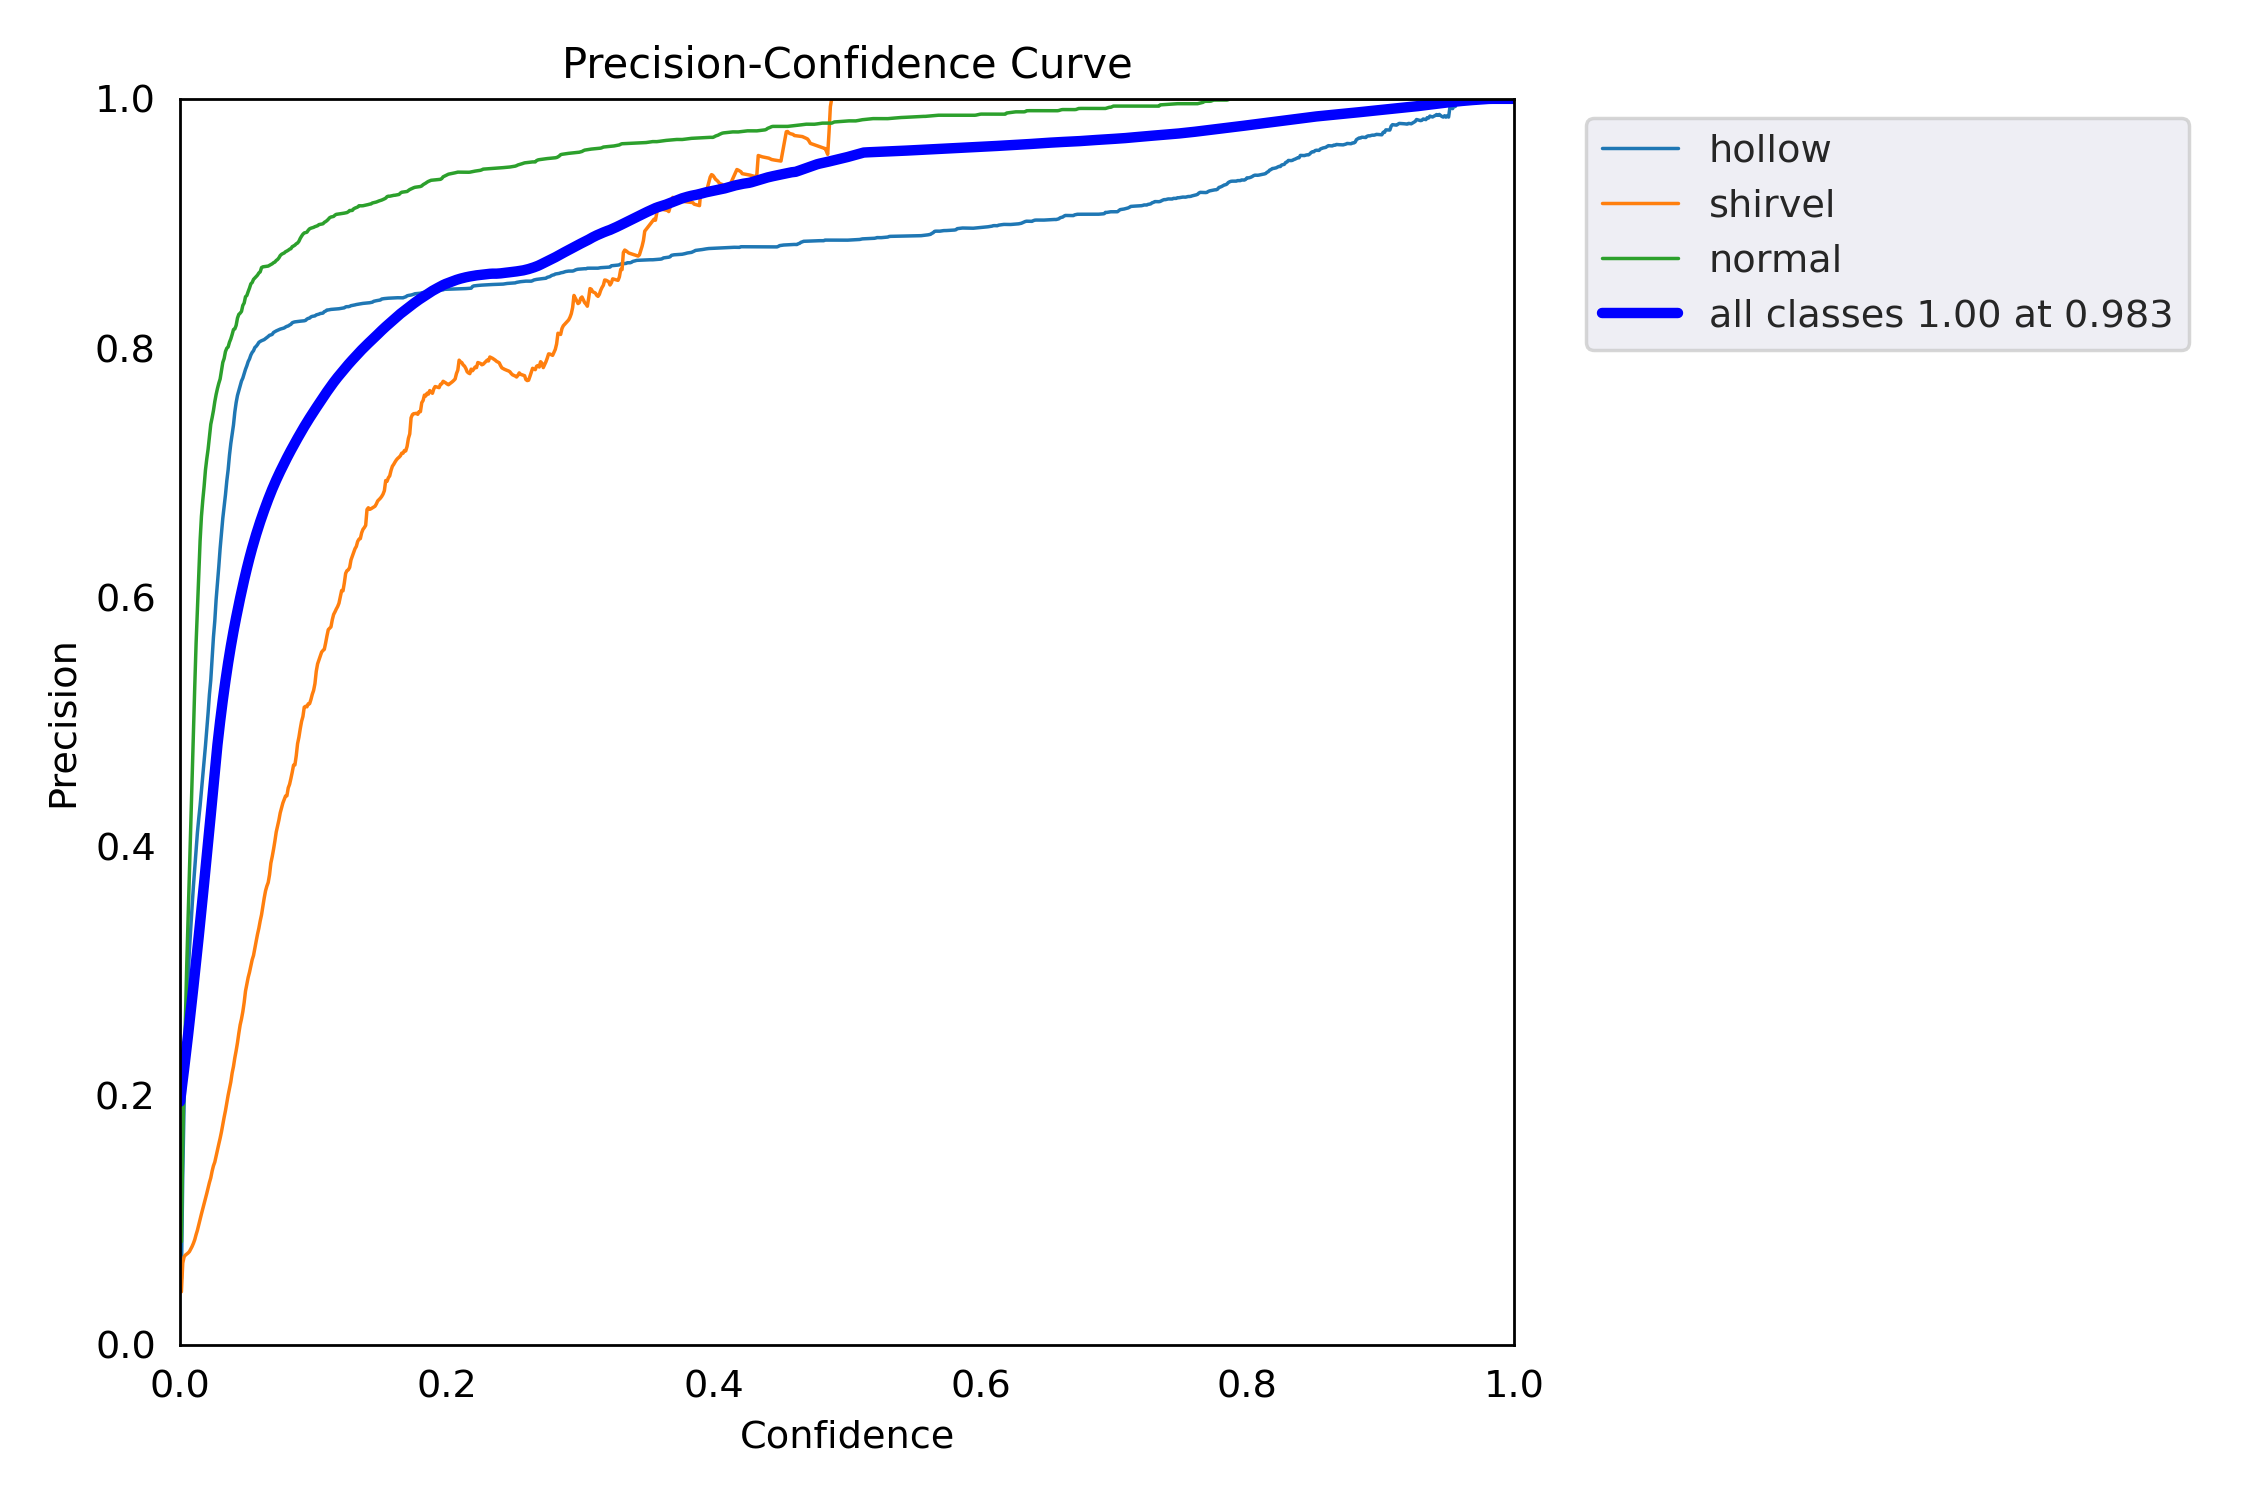 Precision-Confidence Curve
1.0
0.8
0.6
0.4
0.2
0.0
Precision
0.0 0.2 0.4 0.6 0.8 1.0
Confidence
hollow
shirvel
normal
all classes 1.00 at 0.983